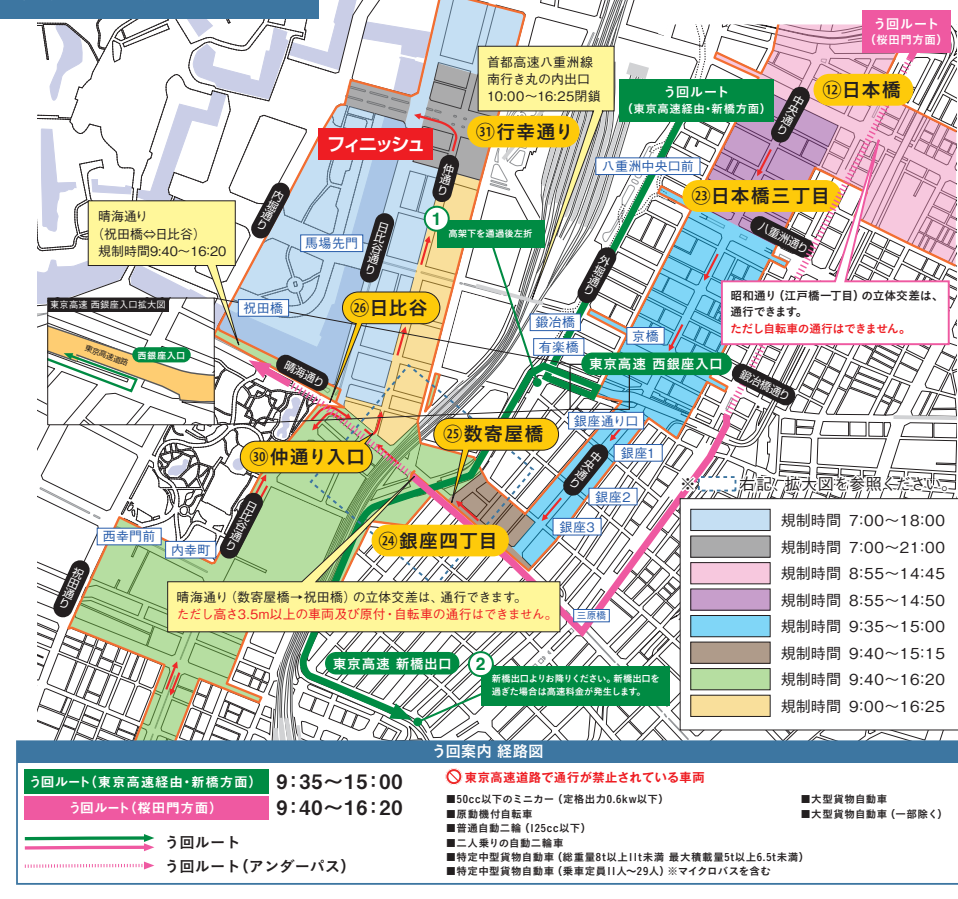 う回ルート
（桜田門方面）
首都高速八重洲線
南行き丸の内出口
10:00～16:25閉鎖
う回ルート
（東京高速経由・新橋方面）
⑫日本橋
中央通り
㉛行幸通り
フィニッシュ
仲通り
八重洲中央口前
㉓日本橋三丁目
内堀通り
晴海通り
（祝田橋⇔日比谷）
規制時間9:40～16:20
①
高架下を通過後左折
馬場先門
日比谷通り
八重洲通り
外堀通り
昭和通り（江戸橋一丁目）の立体交差は、
通行できます。
ただし自転車の通行はできません。
東京高速 西銀座入口拡大図
東京高速道路
西銀座入口
祝田橋
㉖日比谷
鍛冶橋
有楽橋
京橋
東京高速 西銀座入口
晴海通り
鍛冶橋通り
銀座通り口
㉕数寄屋橋
銀座1
㉚仲通り入口
中央通り
※ 右記、拡大図を参照ください。
銀座2
銀座3
日比谷通り
西幸門前
内幸町
㉔銀座四丁目
祝田通り
晴海通り（数寄屋橋→祝田橋）の立体交差は、通行できます。
ただし高さ3.5m以上の車両及び原付・自転車の通行はできません。
三原橋
東京高速 新橋出口
②
新橋出口よりお降りください。新橋出口を
過ぎた場合は高速料金が発生します。
規制時間 7:00～18:00
規制時間 7:00～21:00
規制時間 8:55～14:45
規制時間 8:55～14:50
規制時間 9:35～15:00
規制時間 9:40～15:15
規制時間 9:40～16:20
規制時間 9:00～16:25
う回案内 経路図
う回ルート（東京高速経由・新橋方面） 9：35～15：00
う回ルート（桜田門方面） 9：40～16：20
う回ルート
う回ルート（アンダーパス）
東京高速道路で通行が禁止されている車両
■50cc以下のミニカー（定格出力0.6kw以下）
■原動機付自転車
■普通自動二輪（125cc以下）
■二人乗りの自動二輪車
■特定中型貨物自動車（総重量8t以上11t未満 最大積載量5t以上6.5t未満）
■特定中型貨物自動車（乗車定員11人～29人）※マイクロバスを含む
■大型貨物自動車
■大型貨物自動車（一部除く）